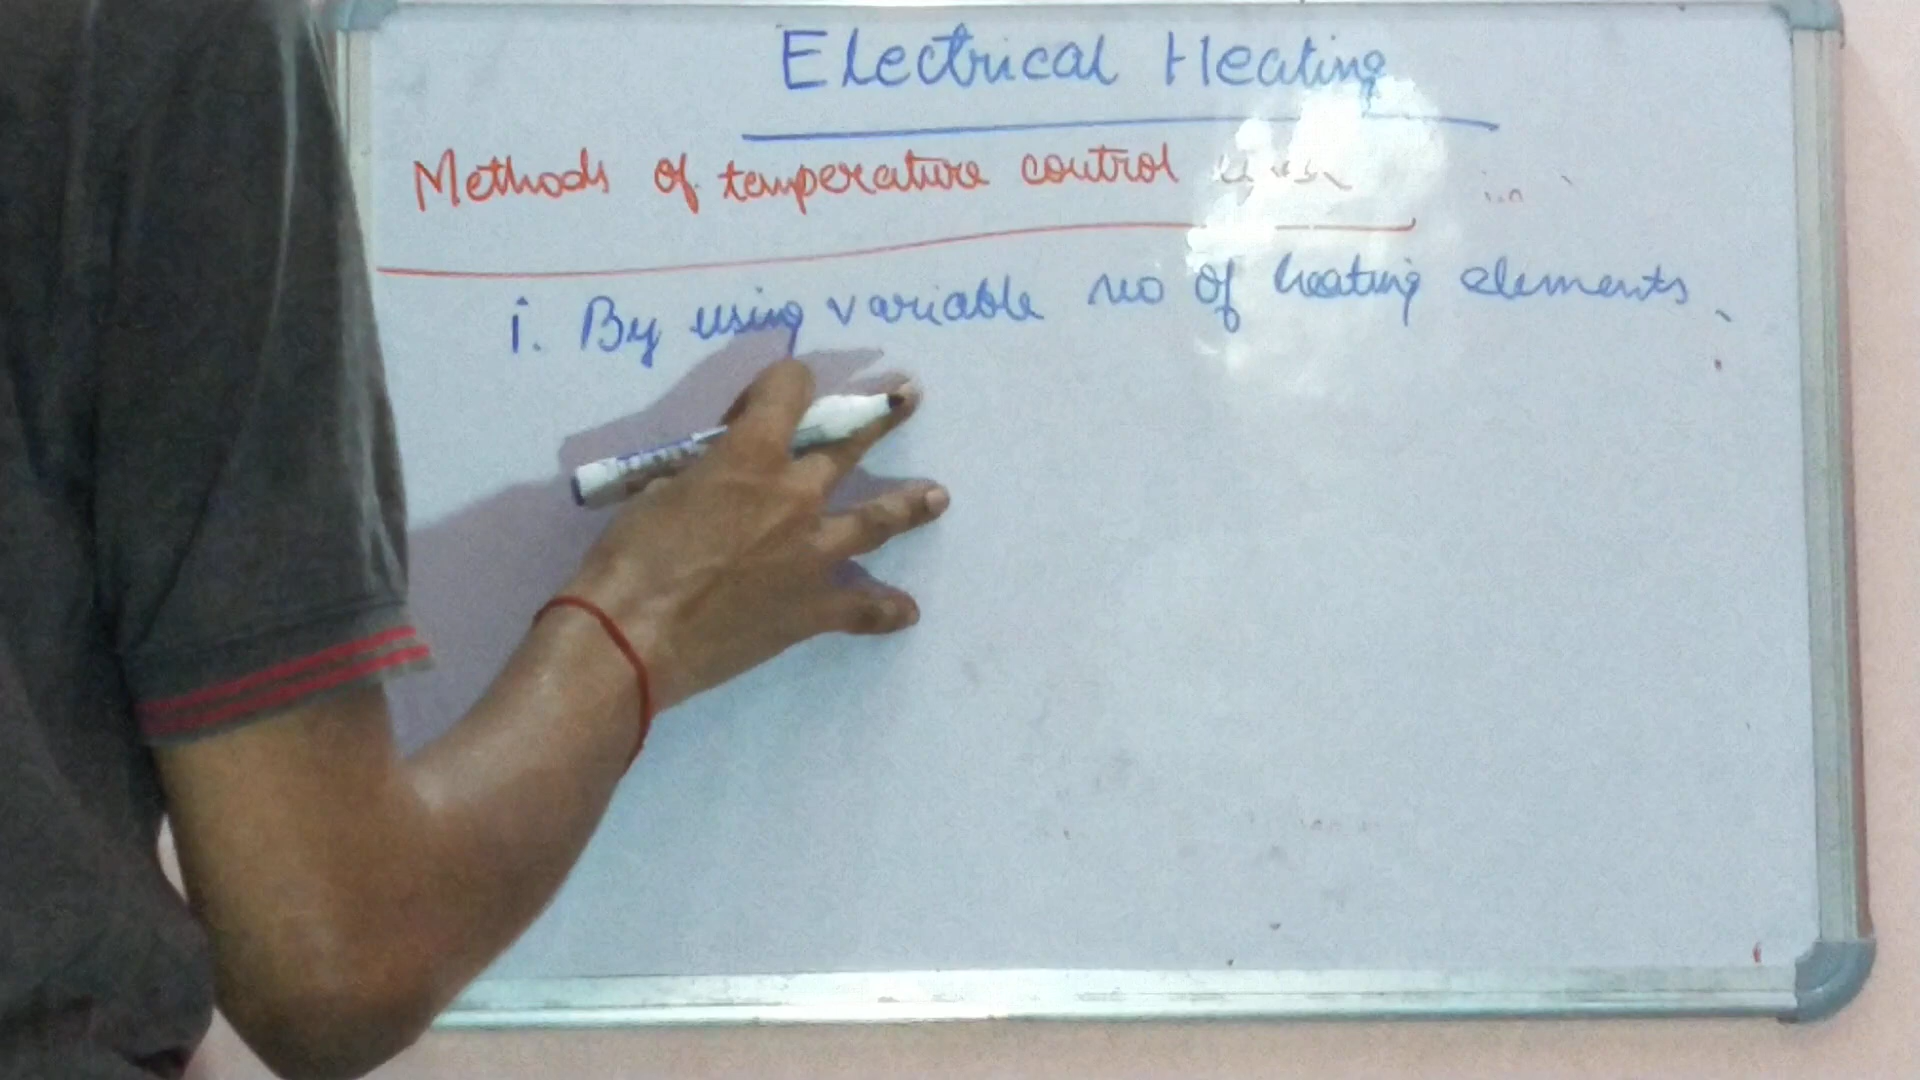 Electrical Heating
Methods of temperature control
i. By using variable no of heating elements